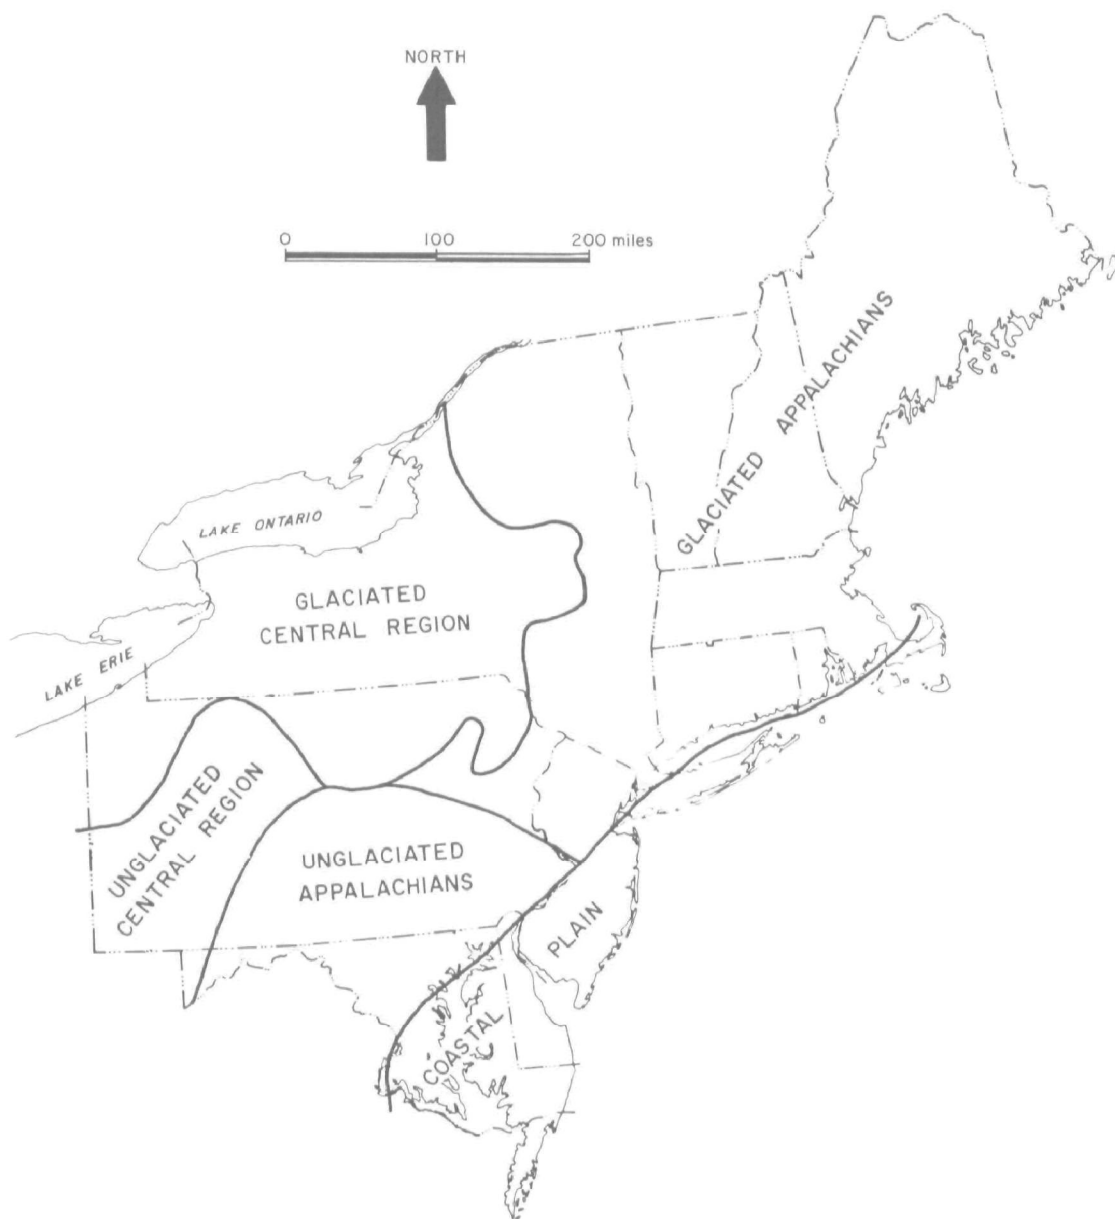 NORTH
0 100 200 miles
GLACIATED APPALACHIANS
LAKE ONTARIO
GLACIATED
CENTRAL REGION
LAKE ERIE
UNGLACIATED
CENTRAL REGION
UNGLACIATED
APPALACHIANS
PLAIN
COASTAL